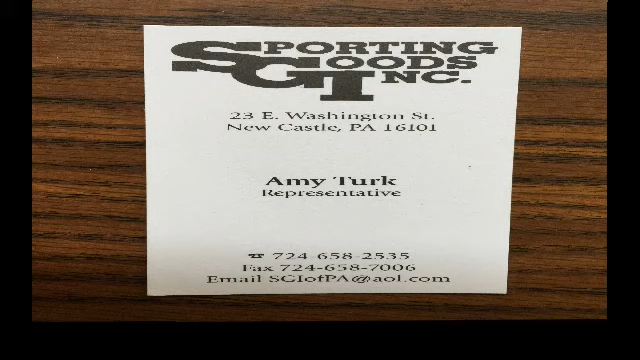 SPORTING
GOODS
INC.
23 E. Washington St.
New Castle, PA 16101
Amy Turk
Representative
☎ 724-658-2535
Fax 724-658-7006
Email SGIofPA@aol.com